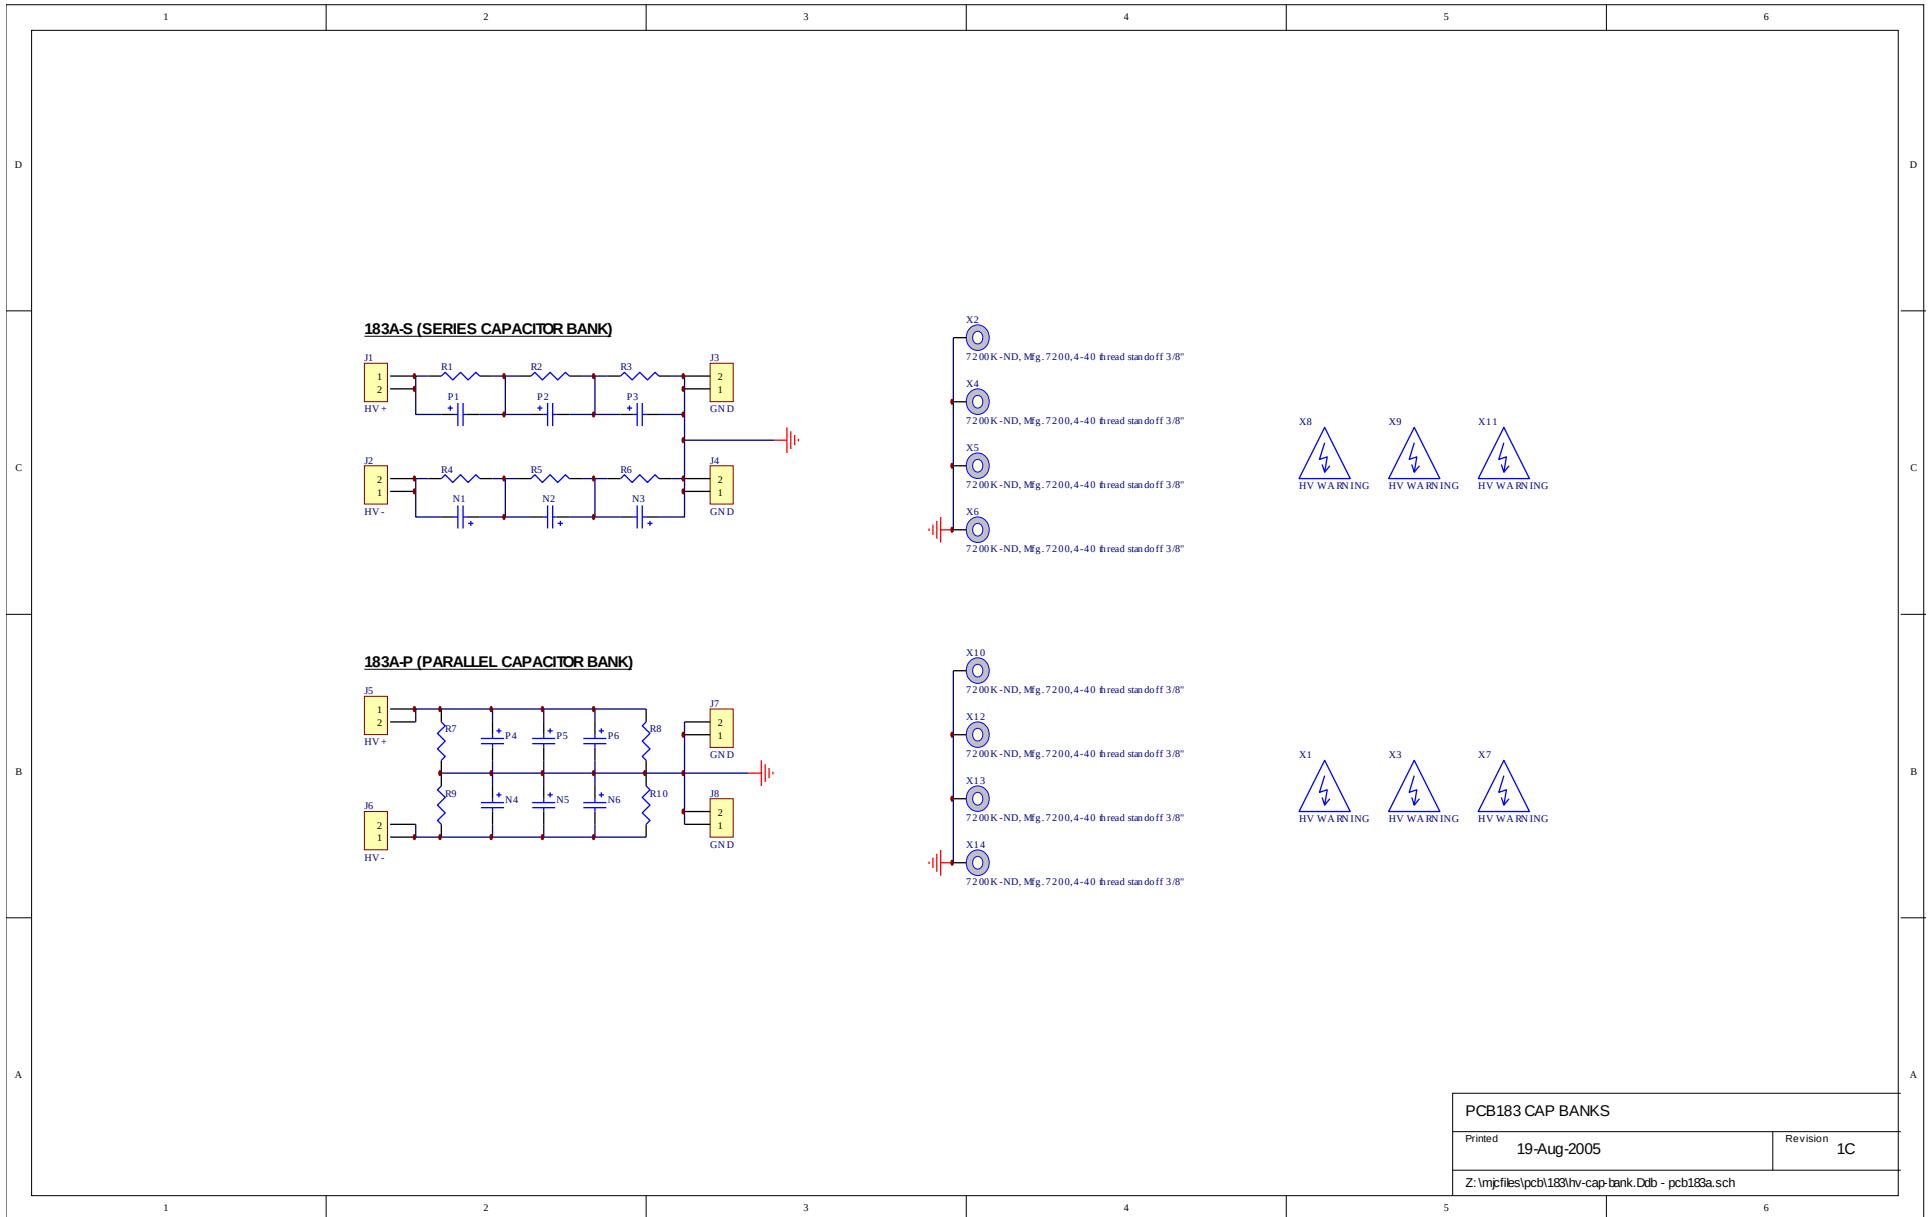 1 2 3 4 5 6
D D
183A-S (SERIES CAPACITOR BANK)
J1 R1 R2 R3 J3
1 2
2 1
P1 P2 P3
+ + +
HV+ GND
J2 R4 R5 R6 J4
2 2
1 1
N1 N2 N3
+ + +
HV- GND
X2
7200K-ND, Mfg. 7200, 4-40 thread standoff 3/8"
X4
7200K-ND, Mfg. 7200, 4-40 thread standoff 3/8"
X5
7200K-ND, Mfg. 7200, 4-40 thread standoff 3/8"
X6
7200K-ND, Mfg. 7200, 4-40 thread standoff 3/8"
X8 X9 X11
HV WARNING HV WARNING HV WARNING
C C
183A-P (PARALLEL CAPACITOR BANK)
J5 J7
1 2
2 1
HV+ GND
R7 P4 P5 P6 R8
+ + +
R9 N4 N5 N6 R10
+ + +
J6 J8
2 2
1 1
HV- GND
X10
7200K-ND, Mfg. 7200, 4-40 thread standoff 3/8"
X12
7200K-ND, Mfg. 7200, 4-40 thread standoff 3/8"
X13
7200K-ND, Mfg. 7200, 4-40 thread standoff 3/8"
X14
7200K-ND, Mfg. 7200, 4-40 thread standoff 3/8"
X1 X3 X7
HV WARNING HV WARNING HV WARNING
B B
A A
PCB183 CAP BANKS
Printed 19-Aug-2005 Revision 1C
Z:\mjcfiles\pcb\183\hv-cap-bank.Ddb - pcb183a.sch
1 2 3 4 5 6